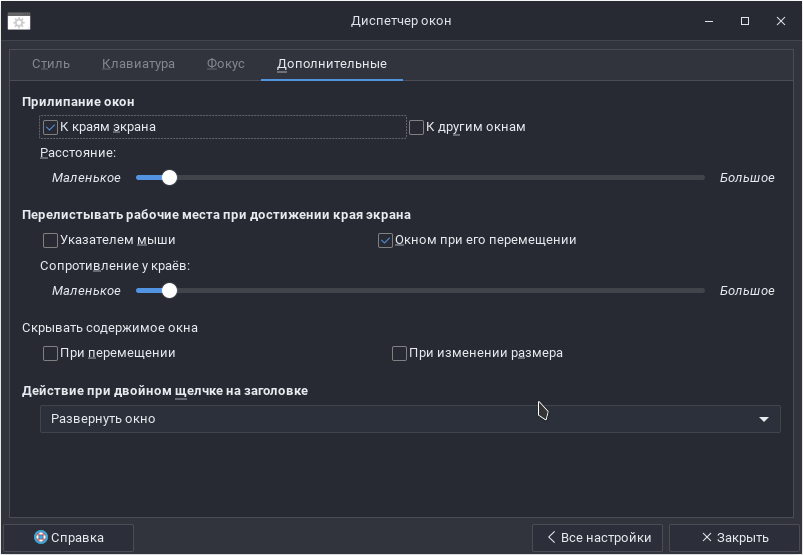 Диспетчер окон
Стиль Клавиатура Фокус Дополнительные
Прилипание окон
К краям экрана К другим окнам
Расстояние:
Маленькое Большое
Перелистывать рабочие места при достижении края экрана
Указателем мыши Окном при его перемещении
Сопротивление у краёв:
Маленькое Большое
Скрывать содержимое окна
При перемещении При изменении размера
Действие при двойном щелчке на заголовке
Развернуть окно
Справка Все настройки Закрыть